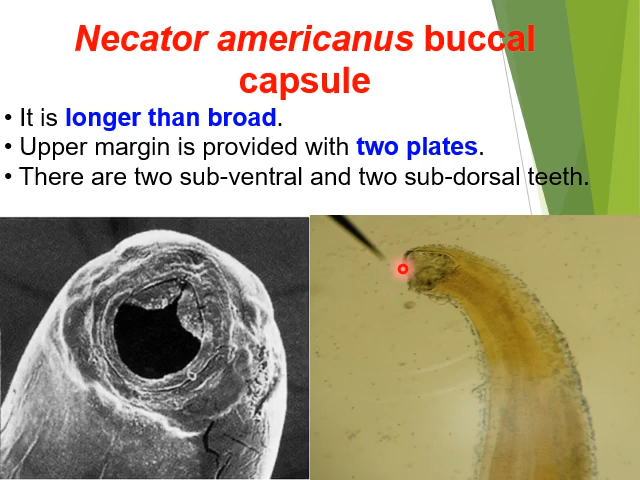 Necator americanus buccal
capsule
• It is longer than broad.
• Upper margin is provided with two plates.
• There are two sub-ventral and two sub-dorsal teeth.